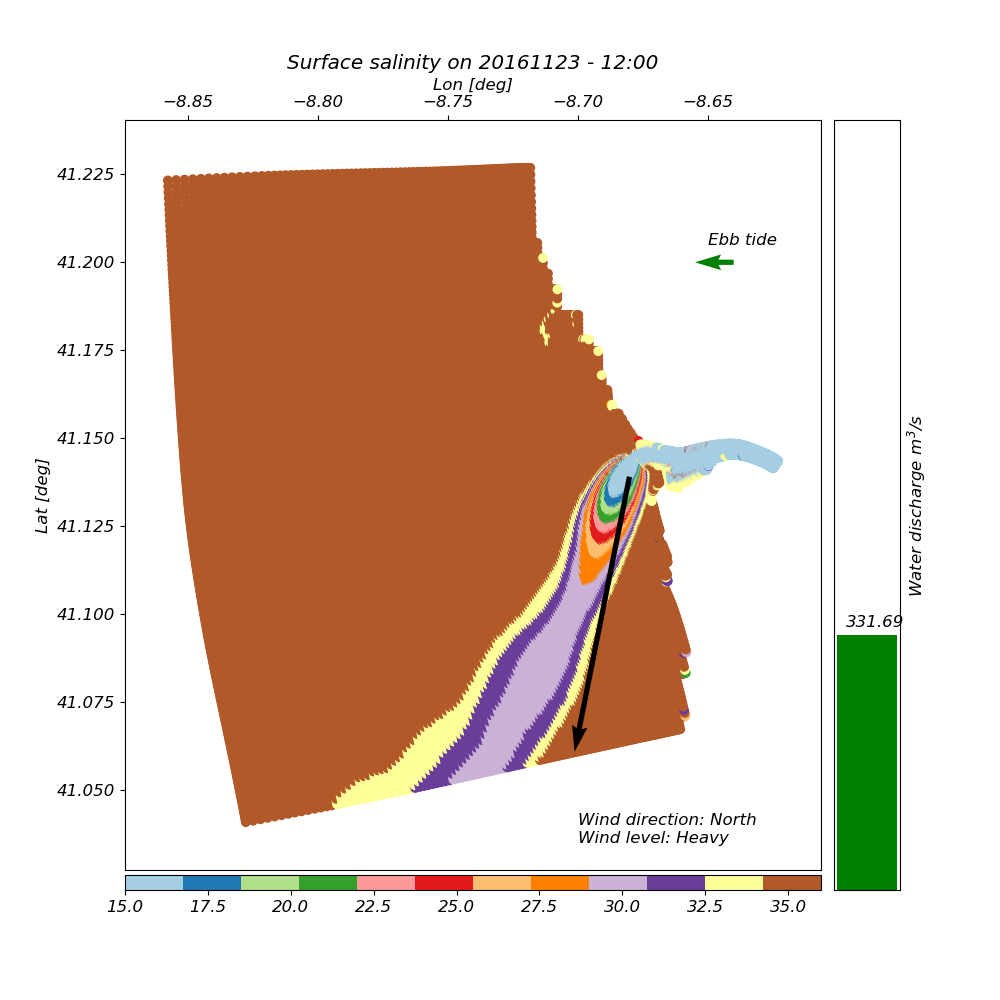 Surface salinity on 20161123 - 12:00
Lon [deg]
−8.85 −8.80 −8.75 −8.70 −8.65
41.225
41.200
41.175
41.150
41.125
41.100
41.075
41.050
Lat [deg]
Ebb tide
Wind direction: North
Wind level: Heavy
331.69
Water discharge m³/s
15.0 17.5 20.0 22.5 25.0 27.5 30.0 32.5 35.0